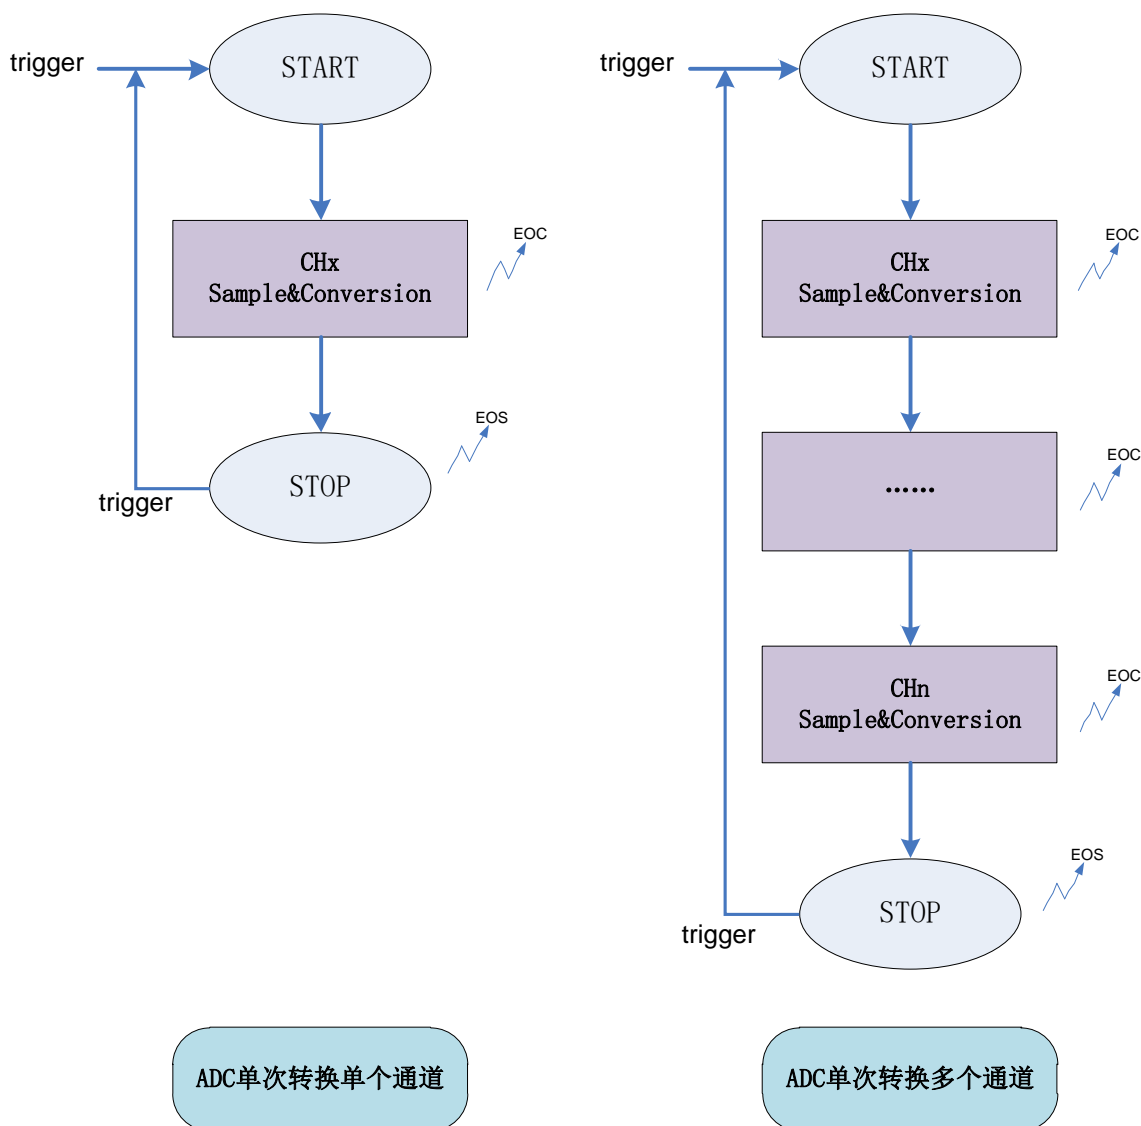 trigger
START
CHx
Sample&Conversion
EOC
EOS
STOP
trigger
ADC单次转换单个通道
trigger
START
CHx
Sample&Conversion
EOC
......
EOC
CHn
Sample&Conversion
EOC
EOS
STOP
trigger
ADC单次转换多个通道